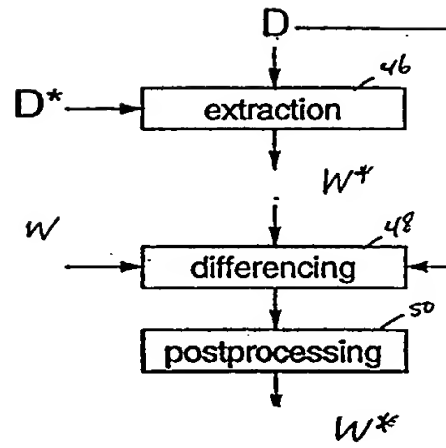 D
46
D* extraction
W*
48
W differencing
50
postprocessing
W*